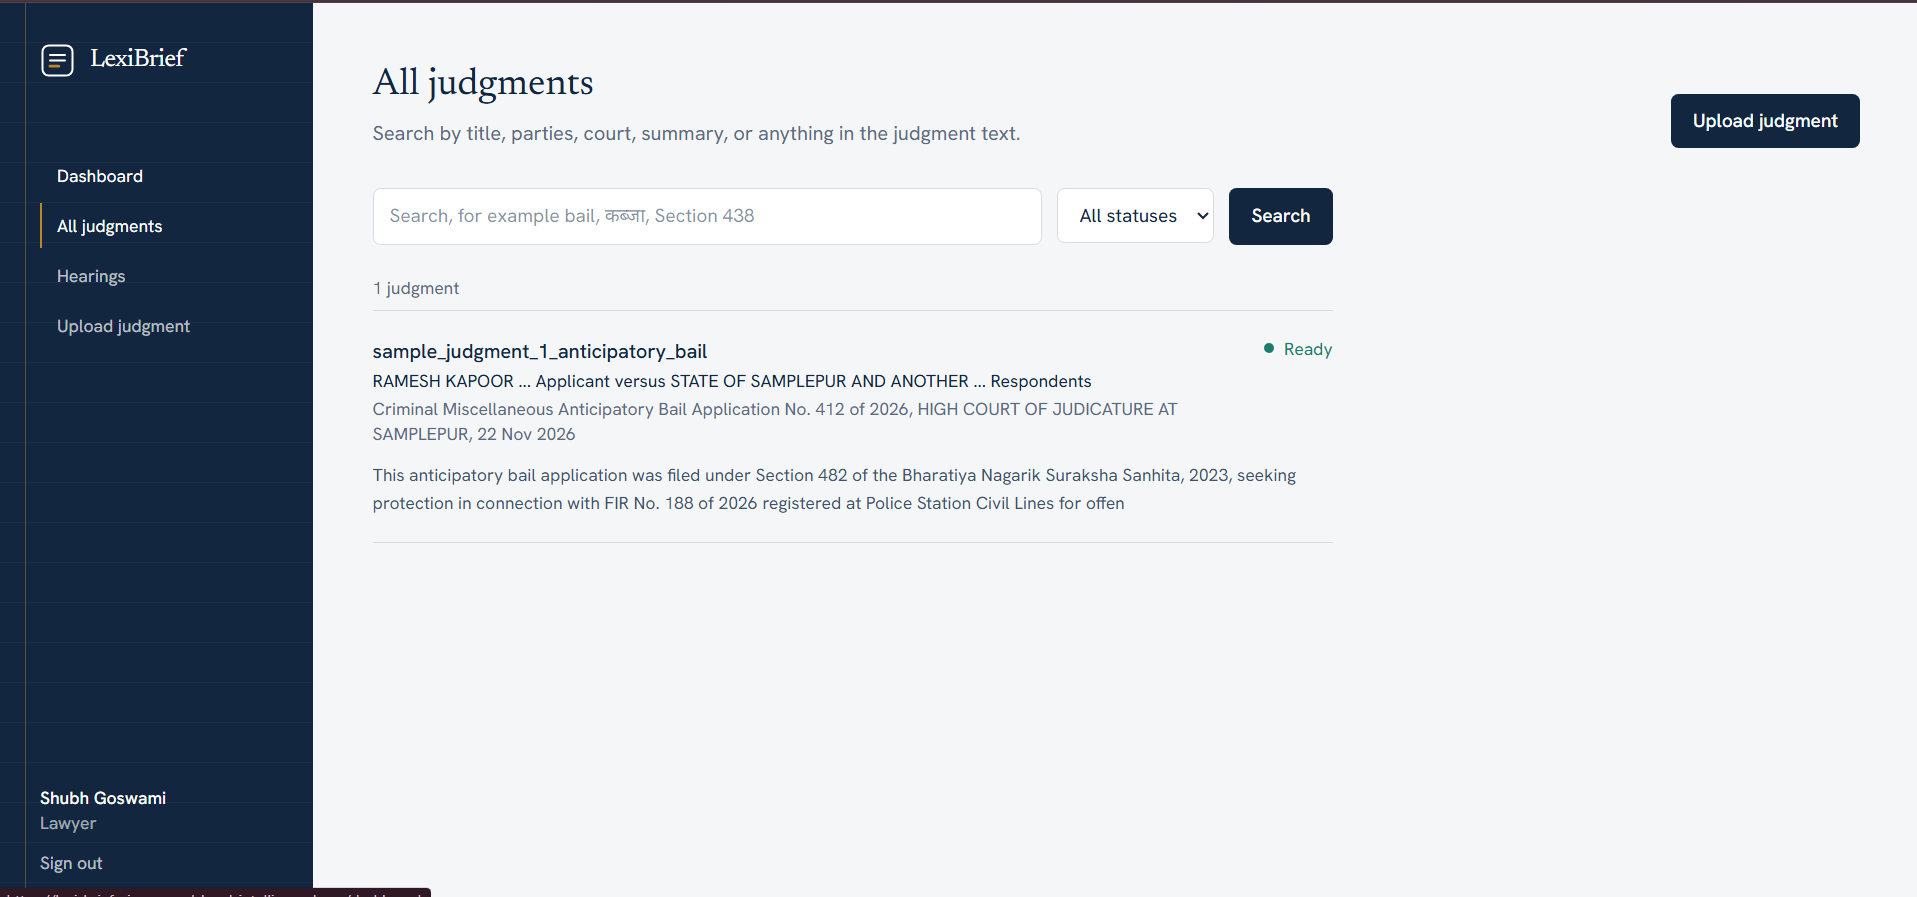 LexiBrief
Dashboard
All judgments
Hearings
Upload judgment
Shubh Goswami
Lawyer
Sign out
All judgments
Search by title, parties, court, summary, or anything in the judgment text.
Upload judgment
Search, for example bail, कब्जा, Section 438
All statuses
Search
1 judgment
sample_judgment_1_anticipatory_bail
Ready
RAMESH KAPOOR ... Applicant versus STATE OF SAMPLEPUR AND ANOTHER ... Respondents
Criminal Miscellaneous Anticipatory Bail Application No. 412 of 2026, HIGH COURT OF JUDICATURE AT
SAMPLEPUR, 22 Nov 2026
This anticipatory bail application was filed under Section 482 of the Bharatiya Nagarik Suraksha Sanhita, 2023, seeking
protection in connection with FIR No. 188 of 2026 registered at Police Station Civil Lines for offen